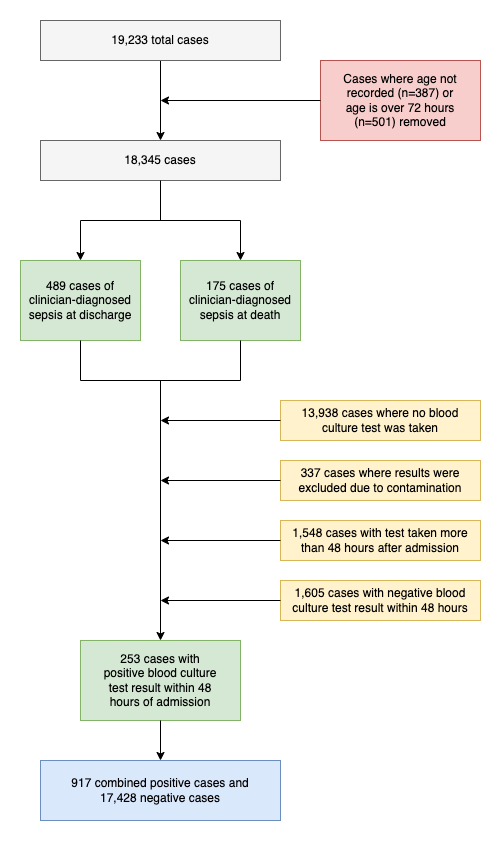 19,233 total cases
Cases where age not
recorded (n=387) or
age is over 72 hours
(n=501) removed
18,345 cases
489 cases of
clinician-diagnosed
sepsis at discharge
175 cases of
clinician-diagnosed
sepsis at death
13,938 cases where no blood
culture test was taken
337 cases where results were
excluded due to contamination
1,548 cases with test taken more
than 48 hours after admission
1,605 cases with negative blood
culture test result within 48 hours
253 cases with
positive blood culture
test result within 48
hours of admission
917 combined positive cases and
17,428 negative cases